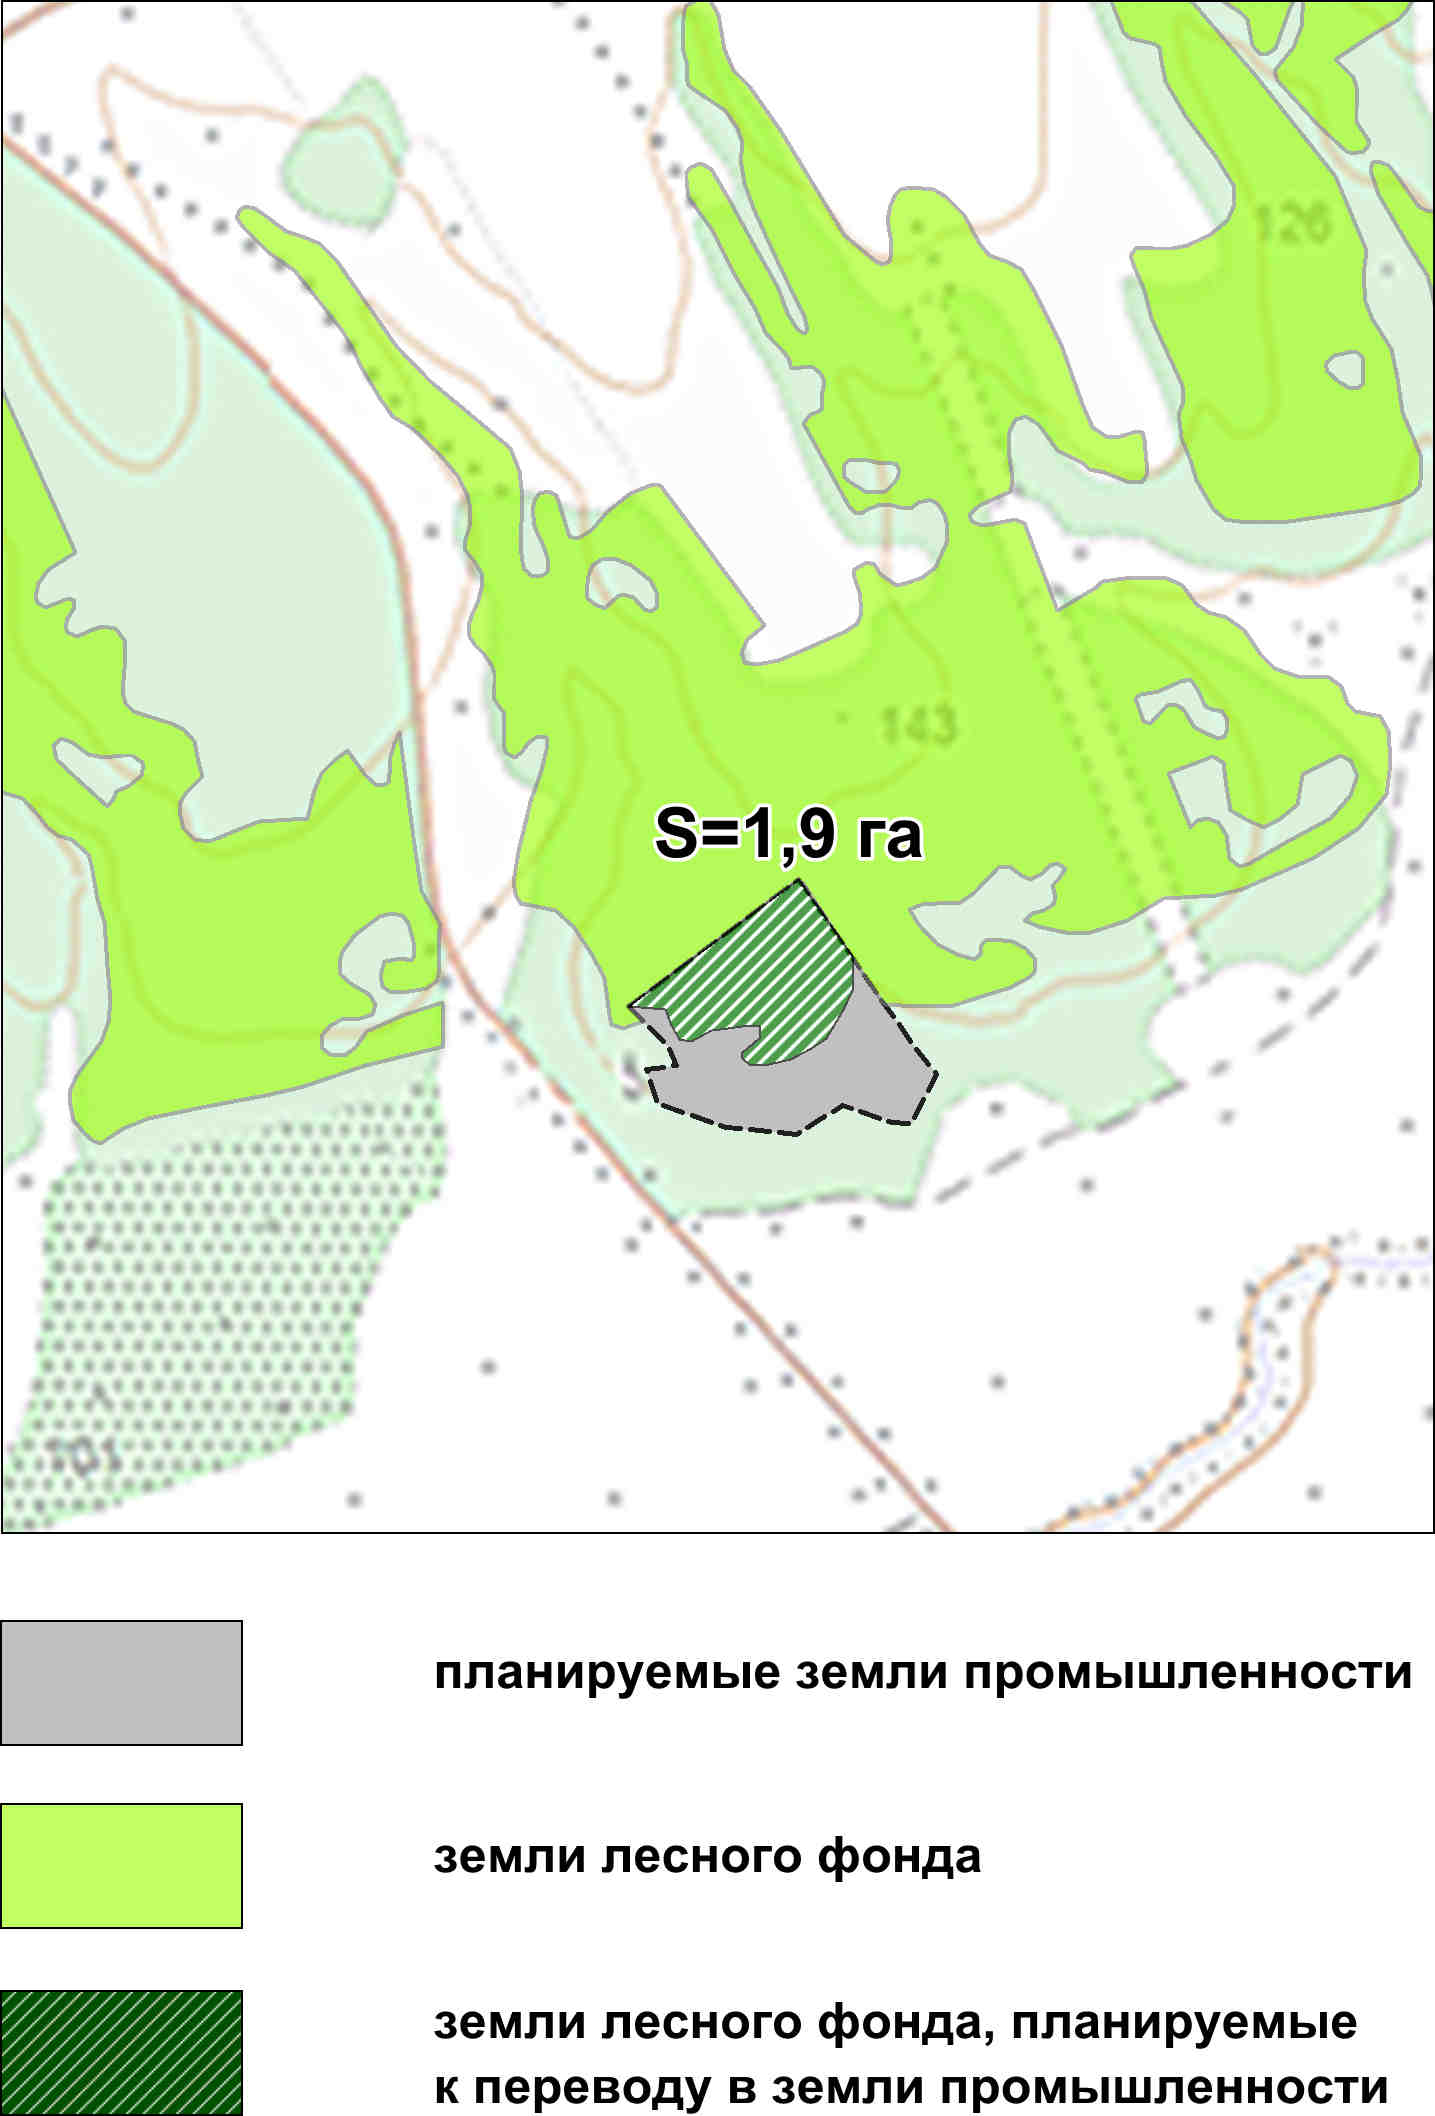 126
143
S=1,9 га
планируемые земли промышленности
земли лесного фонда
земли лесного фонда, планируемые
к переводу в земли промышленности